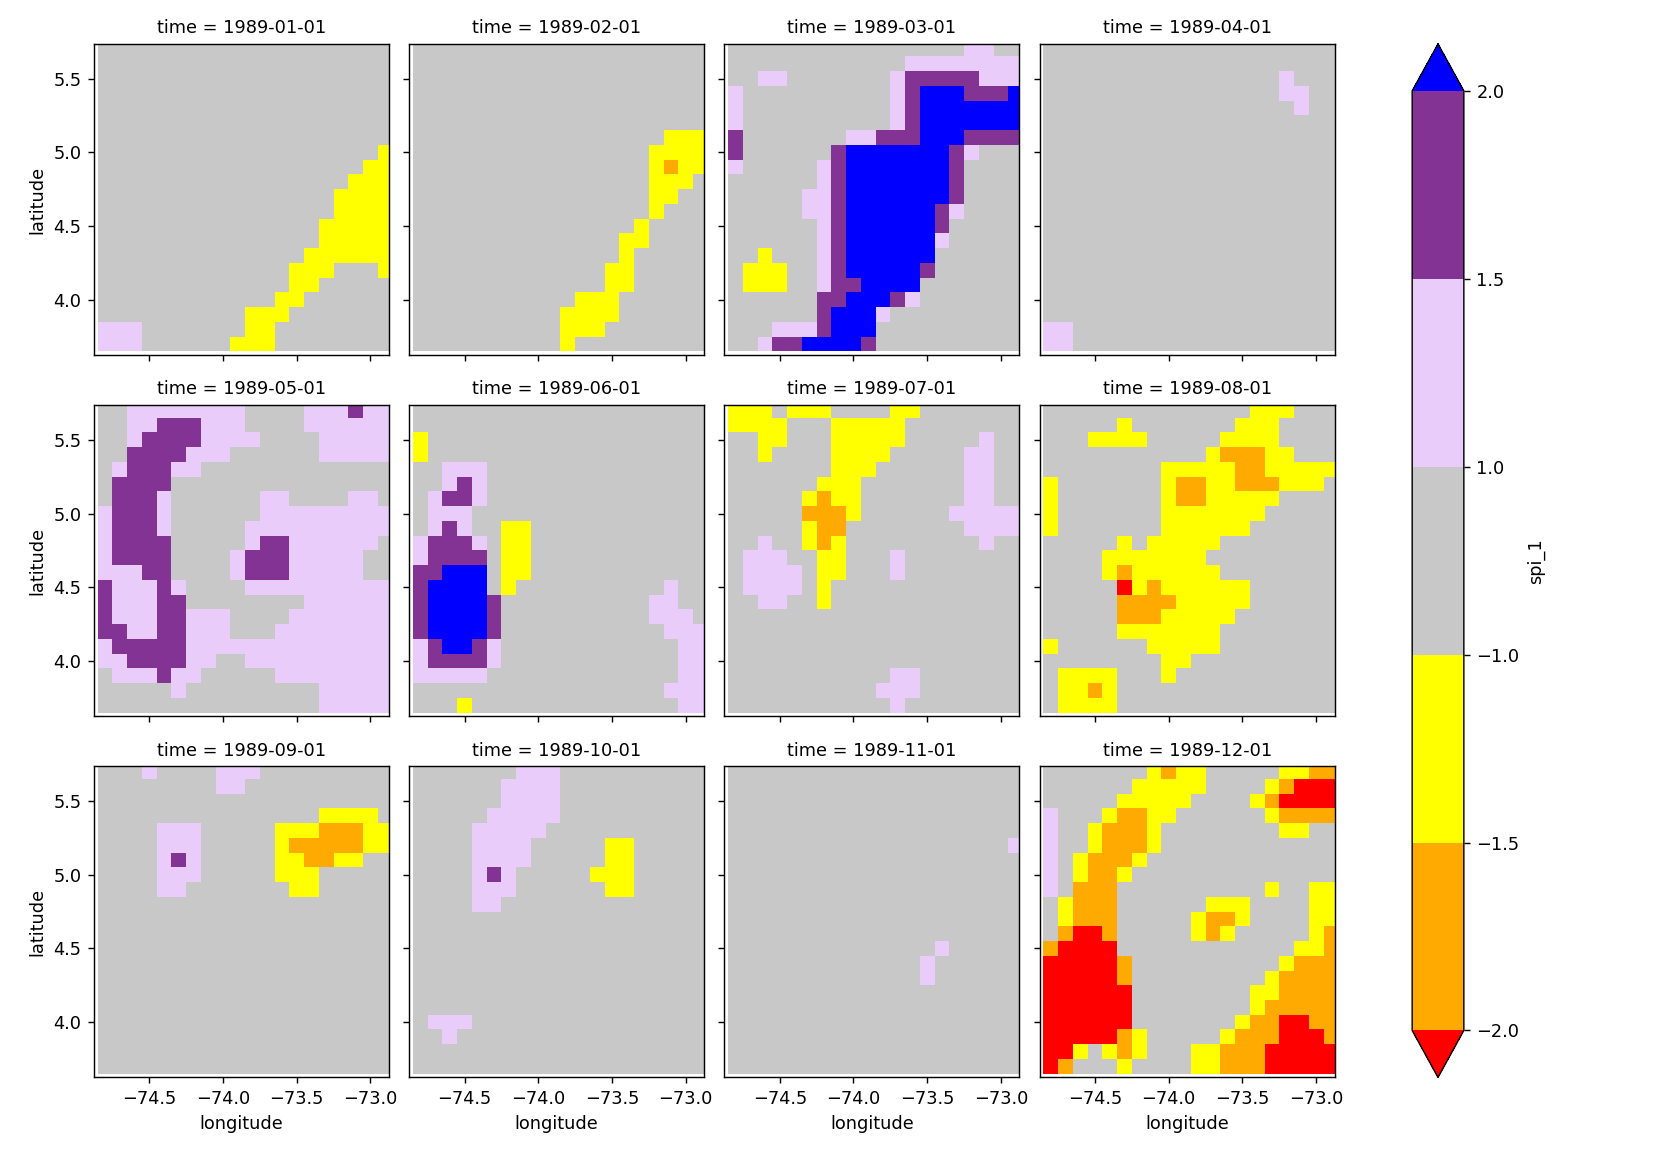 time = 1989-01-01
time = 1989-02-01
time = 1989-03-01
time = 1989-04-01
5.5
5.0
4.5
4.0
latitude
time = 1989-05-01
time = 1989-06-01
time = 1989-07-01
time = 1989-08-01
5.5
5.0
4.5
4.0
latitude
time = 1989-09-01
time = 1989-10-01
time = 1989-11-01
time = 1989-12-01
5.5
5.0
4.5
4.0
latitude
−74.5 −74.0 −73.5 −73.0
−74.5 −74.0 −73.5 −73.0
−74.5 −74.0 −73.5 −73.0
−74.5 −74.0 −73.5 −73.0
longitude
longitude
longitude
longitude
2.0
1.5
1.0
−1.0
−1.5
−2.0
spi_1